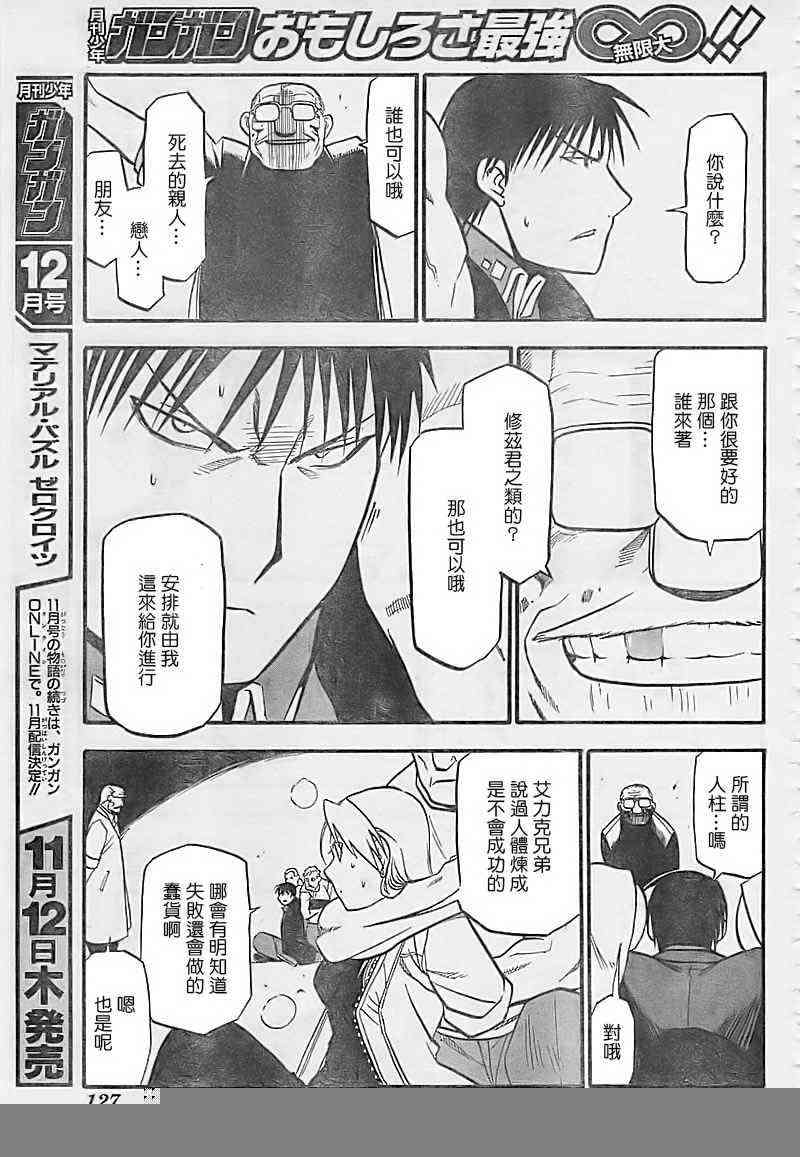 月刊少年
ガンガン
おもしろさ最強
無限大
!!
月刊少年
ガンガン
12
月号
マテリアル・パズル ゼロクロイツ
11月号の物語の続きは、ガンガン
ONLINEで。11月配信決定!!
11月12日木発売
你說什麼?
誰也可以哦
死去的親人…
戀人…
朋友…
跟你很要好的
那個…
誰來著
修茲君之類的?
那也可以哦
安排就由我
這來給你進行
所謂的
人柱…嗎
對哦
艾力克兄弟
說過人體煉成
是不會成功的
哪會有明知道
失敗還會做的
蠢貨啊
嗯
也是呢
127